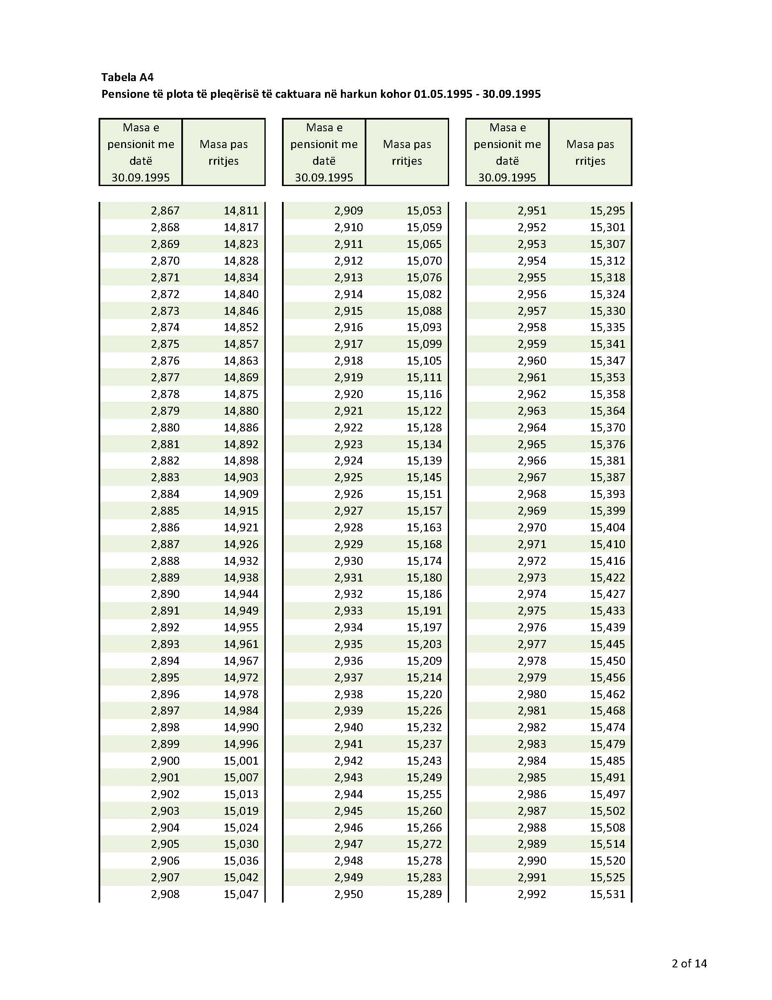 Tabela A4
Pensione të plota të pleqërisë të caktuara në harkun kohor 01.05.1995 - 30.09.1995
Masa e pensionit me datë 30.09.1995 Masa pas rritjes Masa e pensionit me datë 30.09.1995 Masa pas rritjes Masa e pensionit me datë 30.09.1995 Masa pas rritjes
2,867 14,811 2,909 15,053 2,951 15,295
2,868 14,817 2,910 15,059 2,952 15,301
2,869 14,823 2,911 15,065 2,953 15,307
2,870 14,828 2,912 15,070 2,954 15,312
2,871 14,834 2,913 15,076 2,955 15,318
2,872 14,840 2,914 15,082 2,956 15,324
2,873 14,846 2,915 15,088 2,957 15,330
2,874 14,852 2,916 15,093 2,958 15,335
2,875 14,857 2,917 15,099 2,959 15,341
2,876 14,863 2,918 15,105 2,960 15,347
2,877 14,869 2,919 15,111 2,961 15,353
2,878 14,875 2,920 15,116 2,962 15,358
2,879 14,880 2,921 15,122 2,963 15,364
2,880 14,886 2,922 15,128 2,964 15,370
2,881 14,892 2,923 15,134 2,965 15,376
2,882 14,898 2,924 15,139 2,966 15,381
2,883 14,903 2,925 15,145 2,967 15,387
2,884 14,909 2,926 15,151 2,968 15,393
2,885 14,915 2,927 15,157 2,969 15,399
2,886 14,921 2,928 15,163 2,970 15,404
2,887 14,926 2,929 15,168 2,971 15,410
2,888 14,932 2,930 15,174 2,972 15,416
2,889 14,938 2,931 15,180 2,973 15,422
2,890 14,944 2,932 15,186 2,974 15,427
2,891 14,949 2,933 15,191 2,975 15,433
2,892 14,955 2,934 15,197 2,976 15,439
2,893 14,961 2,935 15,203 2,977 15,445
2,894 14,967 2,936 15,209 2,978 15,450
2,895 14,972 2,937 15,214 2,979 15,456
2,896 14,978 2,938 15,220 2,980 15,462
2,897 14,984 2,939 15,226 2,981 15,468
2,898 14,990 2,940 15,232 2,982 15,474
2,899 14,996 2,941 15,237 2,983 15,479
2,900 15,001 2,942 15,243 2,984 15,485
2,901 15,007 2,943 15,249 2,985 15,491
2,902 15,013 2,944 15,255 2,986 15,497
2,903 15,019 2,945 15,260 2,987 15,502
2,904 15,024 2,946 15,266 2,988 15,508
2,905 15,030 2,947 15,272 2,989 15,514
2,906 15,036 2,948 15,278 2,990 15,520
2,907 15,042 2,949 15,283 2,991 15,525
2,908 15,047 2,950 15,289 2,992 15,531
2 of 14